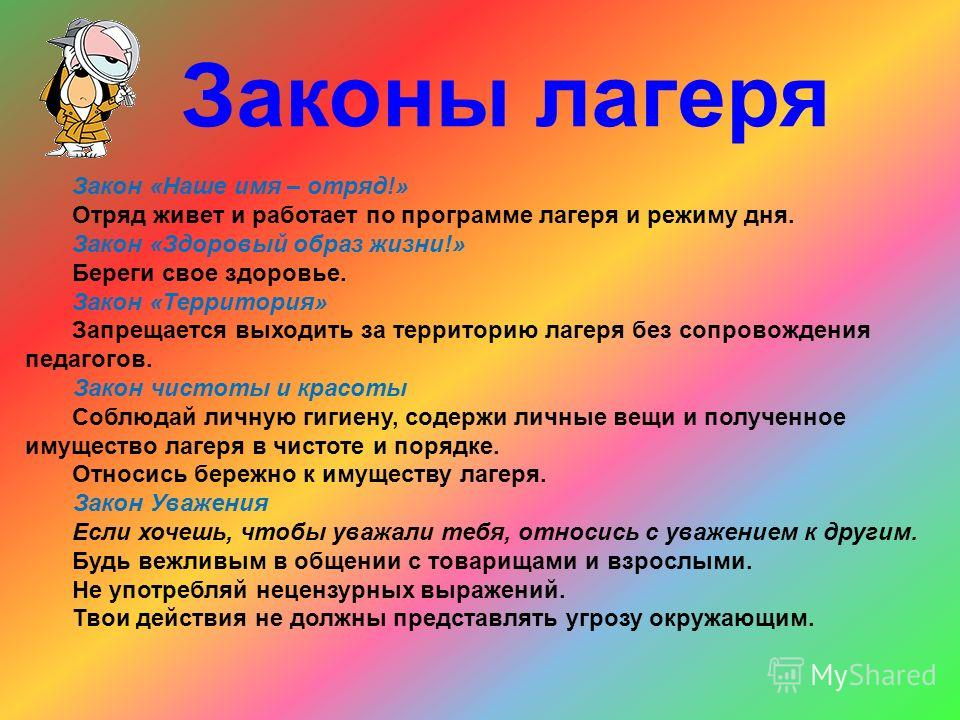 Законы лагеря
Закон «Наше имя – отряд!»
Отряд живет и работает по программе лагеря и режиму дня.
Закон «Здоровый образ жизни!»
Береги свое здоровье.
Закон «Территория»
Запрещается выходить за территорию лагеря без сопровождения
педагогов.
Закон чистоты и красоты
Соблюдай личную гигиену, содержи личные вещи и полученное
имущество лагеря в чистоте и порядке.
Относись бережно к имуществу лагеря.
Закон Уважения
Если хочешь, чтобы уважали тебя, относись с уважением к другим.
Будь вежливым в общении с товарищами и взрослыми.
Не употребляй нецензурных выражений.
Твои действия не должны представлять угрозу окружающим.
MyShared